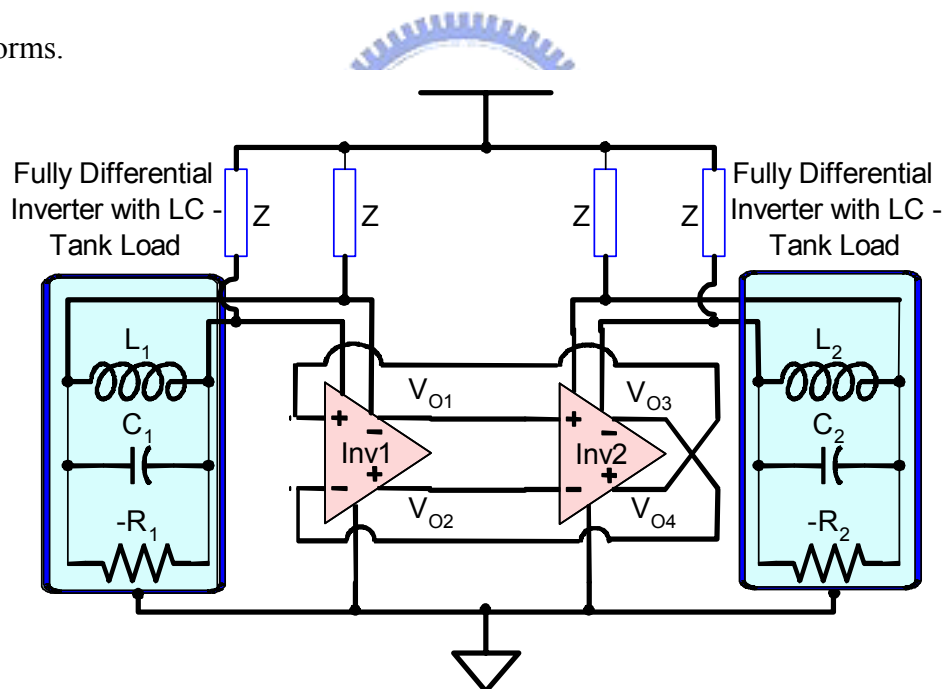 orms.
Fully Differential
Inverter with LC -
Tank Load
Z
Z
Z
Z
Fully Differential
Inverter with LC -
Tank Load
L1
C1
-R1
+
-
Inv1
+
-
VO1
VO2
+
-
Inv2
+
-
VO3
VO4
L2
C2
-R2